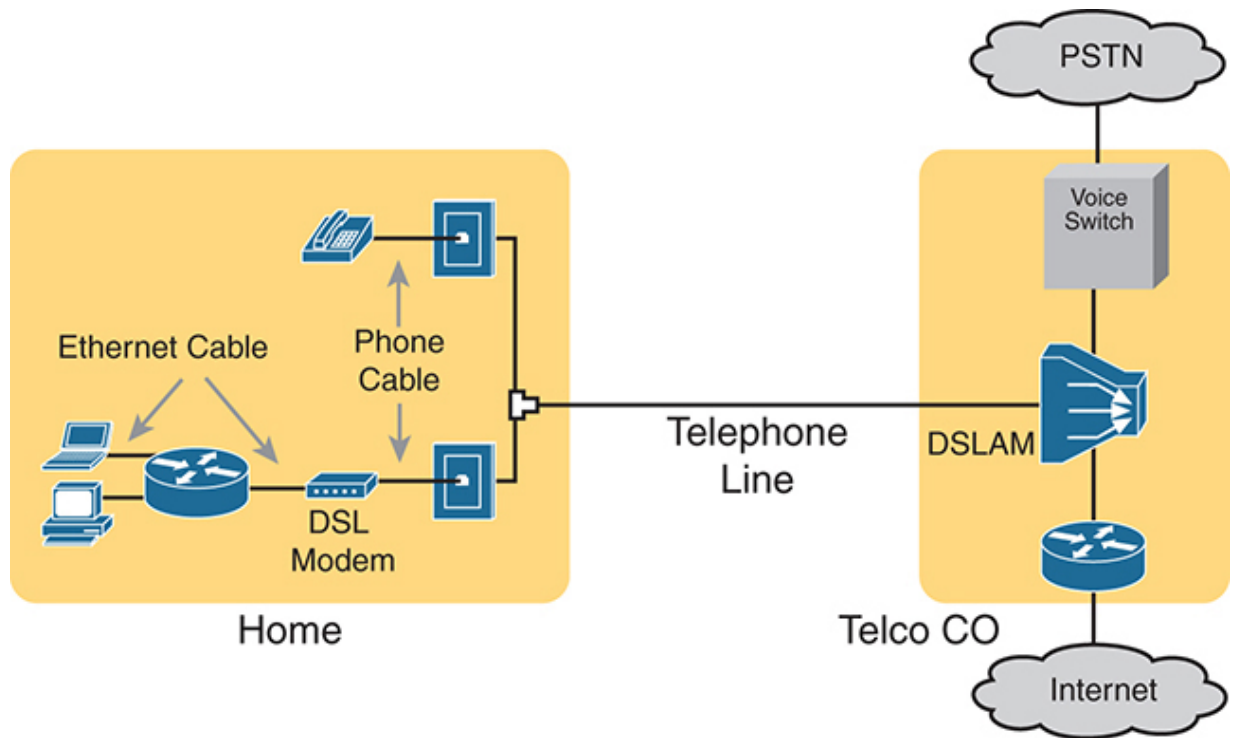 PSTN
Voice
Switch
Ethernet Cable
Phone
Cable
Telephone
Line
DSLAM
DSL
Modem
Home
Telco CO
Internet